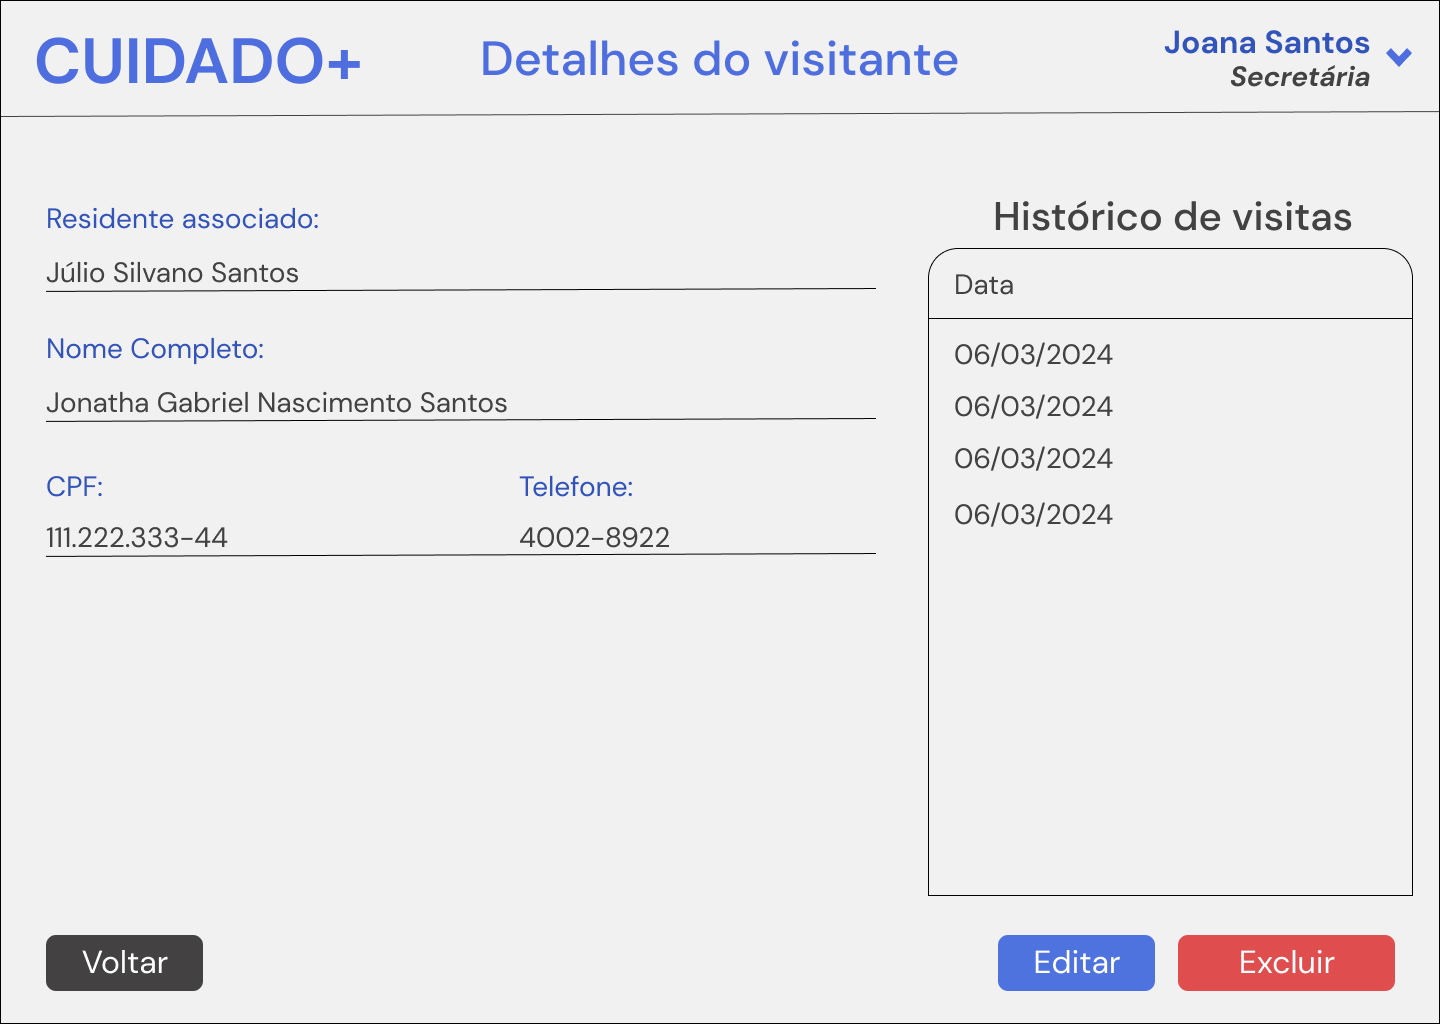 CUIDADO+
Detalhes do visitante
Joana Santos
Secretária
Residente associado:
Júlio Silvano Santos
Nome Completo:
Jonatha Gabriel Nascimento Santos
CPF: Telefone:
111.222.333-44 4002-8922
Histórico de visitas
Data
06/03/2024
06/03/2024
06/03/2024
06/03/2024
Voltar
Editar
Excluir